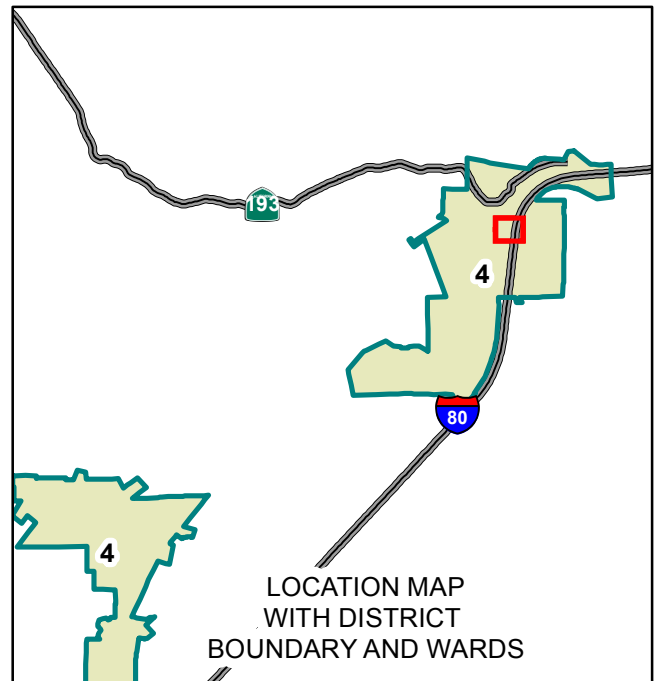 193
4
80
4
LOCATION MAP
WITH DISTRICT
BOUNDARY AND WARDS